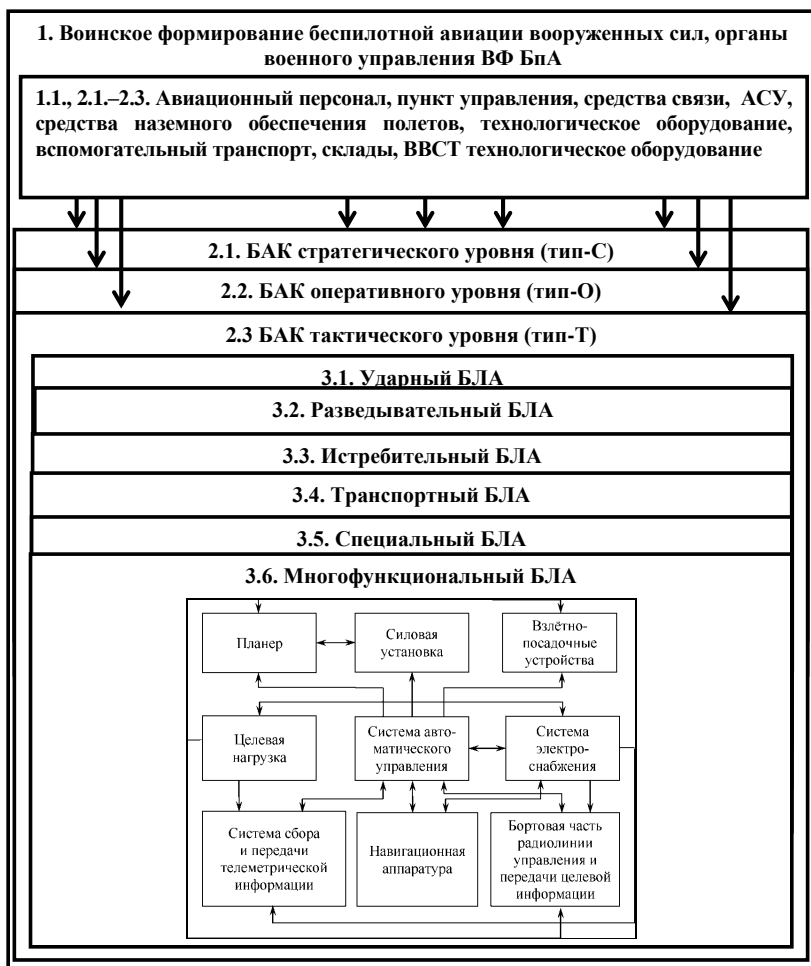 1. Воинское формирование беспилотной авиации вооруженных сил, органы
военного управления ВФ БпА
1.1., 2.1.–2.3. Авиационный персонал, пункт управления, средства связи, АСУ,
средства наземного обеспечения полетов, технологическое оборудование,
вспомогательный транспорт, склады, ВВСТ технологическое оборудование
2.1. БАК стратегического уровня (тип-С)
2.2. БАК оперативного уровня (тип-О)
2.3 БАК тактического уровня (тип-Т)
3.1. Ударный БЛА
3.2. Разведывательный БЛА
3.3. Истребительный БЛА
3.4. Транспортный БЛА
3.5. Специальный БЛА
3.6. Многофункциональный БЛА
Планер
Силовая
установка
Взлётно-
посадочные
устройства
Целевая
нагрузка
Система авто-
матического
управления
Система
электро-
снабжения
Система сбора
и передачи
телеметрической
информации
Навигационная
аппаратура
Бортовая часть
радиолинии
управления и
передачи целевой
информации